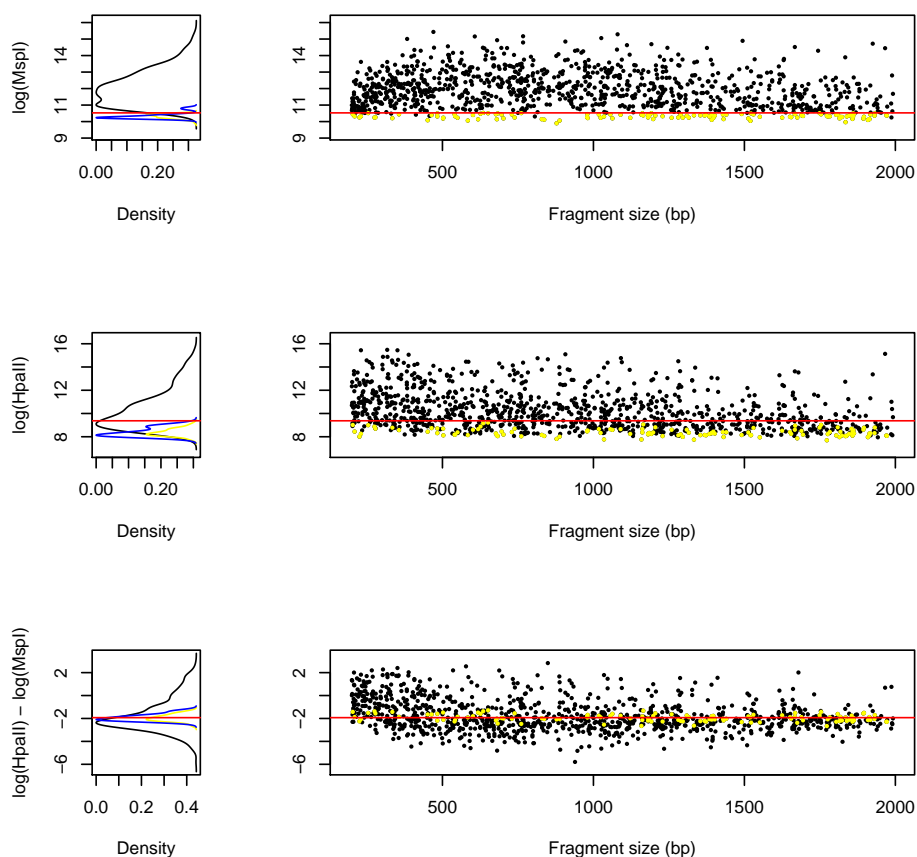 log(MspI)
14
11
9
0.00 0.20
Density
500 1000 1500 2000
Fragment size (bp)
log(HpaII)
16
12
8
0.00 0.20
Density
16
12
8
500 1000 1500 2000
Fragment size (bp)
log(HpaII) − log(MspI)
2
−2
−6
0.0 0.2 0.4
Density
2
−2
−6
500 1000 1500 2000
Fragment size (bp)